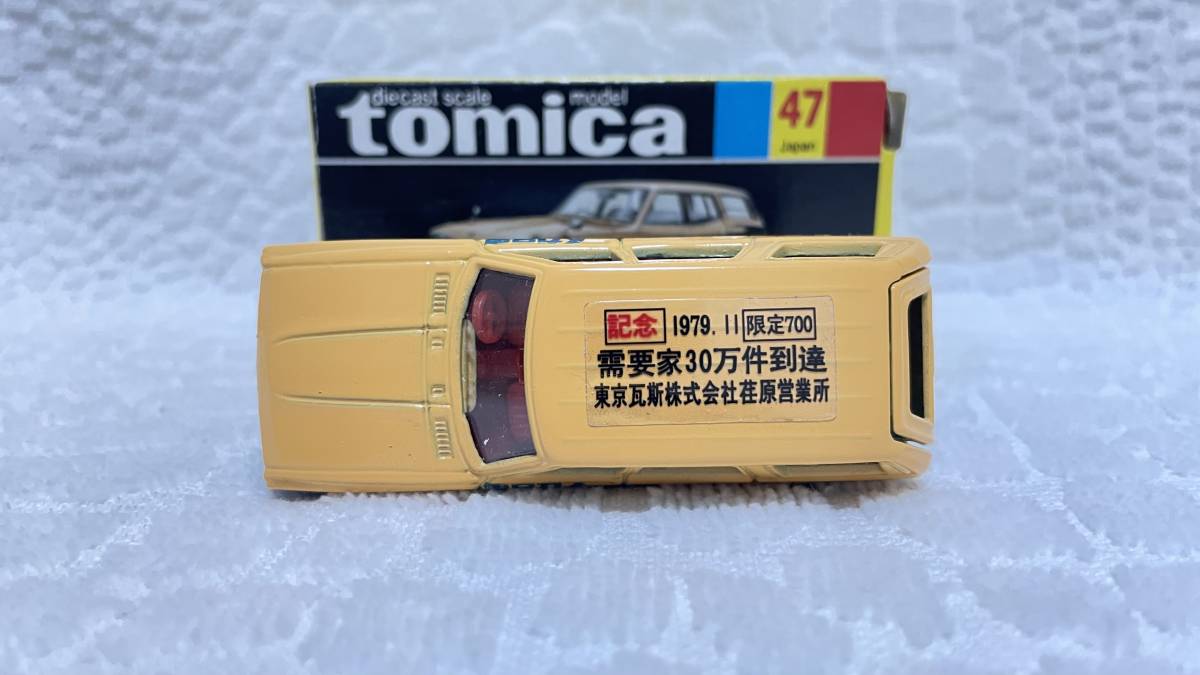 diecast scale model
tomica
47
Japan
記念 1979.11 限定700
需要家30万件到達
東京瓦斯株式会社荏原営業所